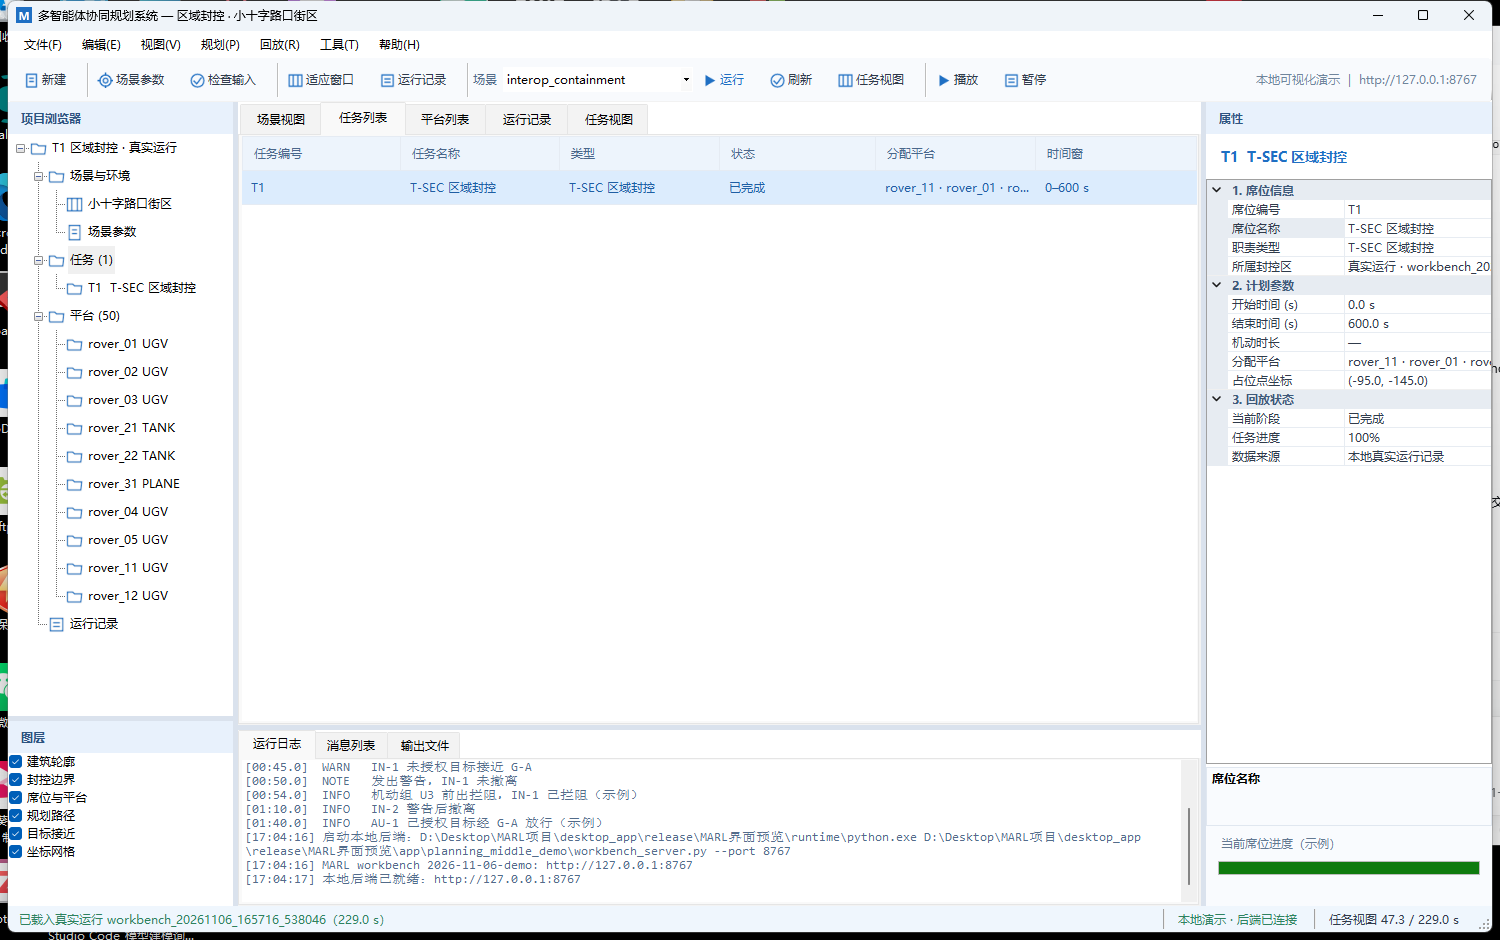 多智能体协同规划系统 — 区域封控 · 小十字路口街区
文件(F) 编辑(E) 视图(V) 规划(P) 回放(R) 工具(T) 帮助(H)
新建 场景参数 检查输入 适应窗口 运行记录 场景 interop_containment 运行 刷新 任务视图 播放 暂停 本地可视化演示 | http://127.0.0.1:8767
项目浏览器
T1 区域封控 · 真实运行
场景与环境
小十字路口街区
场景参数
任务 (1)
T1 T-SEC 区域封控
平台 (50)
rover_01 UGV
rover_02 UGV
rover_03 UGV
rover_21 TANK
rover_22 TANK
rover_31 PLANE
rover_04 UGV
rover_05 UGV
rover_11 UGV
rover_12 UGV
运行记录
图层
建筑轮廓
封控边界
席位与平台
规划路径
目标接近
坐标网格
场景视图 任务列表 平台列表 运行记录 任务视图
任务编号 任务名称 类型 状态 分配平台 时间窗
T1 T-SEC 区域封控 T-SEC 区域封控 已完成 rover_11 · rover_01 · ro... 0–600 s
运行日志 消息列表 输出文件
[00:45.0] WARN IN-1 未授权目标接近 G-A
[00:50.0] NOTE 发出警告，IN-1 未撤离
[00:54.0] INFO 机动组 U3 前出拦阻，IN-1 已拦阻（示例）
[01:10.0] INFO IN-2 警告后撤离
[01:40.0] INFO AU-1 已授权目标经 G-A 放行（示例）
[17:04:16] 启动本地后端：D:\Desktop\MARL项目\desktop_app\release\MARL界面预览\runtime\python.exe D:\Desktop\MARL项目\desktop_app
\release\MARL界面预览\app\planning_middle_demo\workbench_server.py --port 8767
[17:04:16] MARL workbench 2026-11-06-demo: http://127.0.0.1:8767
[17:04:17] 本地后端已就绪：http://127.0.0.1:8767
属性
T1 T-SEC 区域封控
1. 席位信息
席位编号 T1
席位名称 T-SEC 区域封控
职责类型 T-SEC 区域封控
所属封控区 真实运行 · workbench_20
2. 计划参数
开始时间 (s) 0.0 s
结束时间 (s) 600.0 s
机动时长 —
分配平台 rover_11 · rover_01 · rove
占位点坐标 (-95.0, -145.0)
3. 回放状态
当前阶段 已完成
任务进度 100%
数据来源 本地真实运行记录
席位名称
当前席位进度（示例）
已载入真实运行 workbench_20261106_165716_538046（229.0 s） 本地演示 · 后端已连接 任务视图 47.3 / 229.0 s